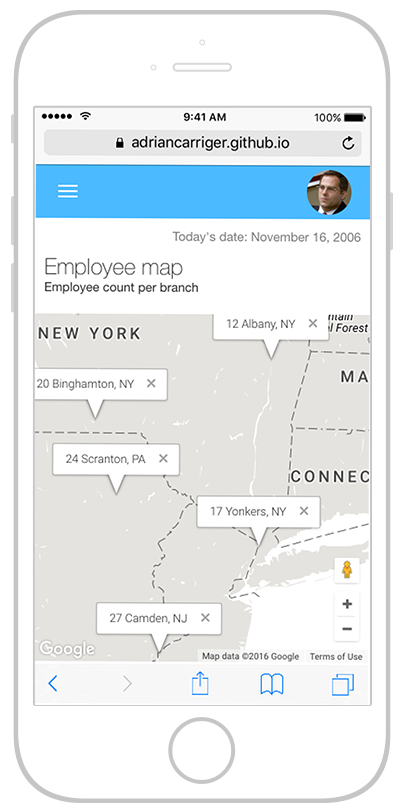 9:41 AM
100%
adriancarriger.github.io
Today's date: November 16, 2006
Employee map
Employee count per branch
12 Albany, NY
Mountain
al Forest
NEW YORK
20 Binghamton, NY
MA
24 Scranton, PA
CONNEC
17 Yonkers, NY
27 Camden, NJ
Google
Map data ©2016 Google
Terms of Use